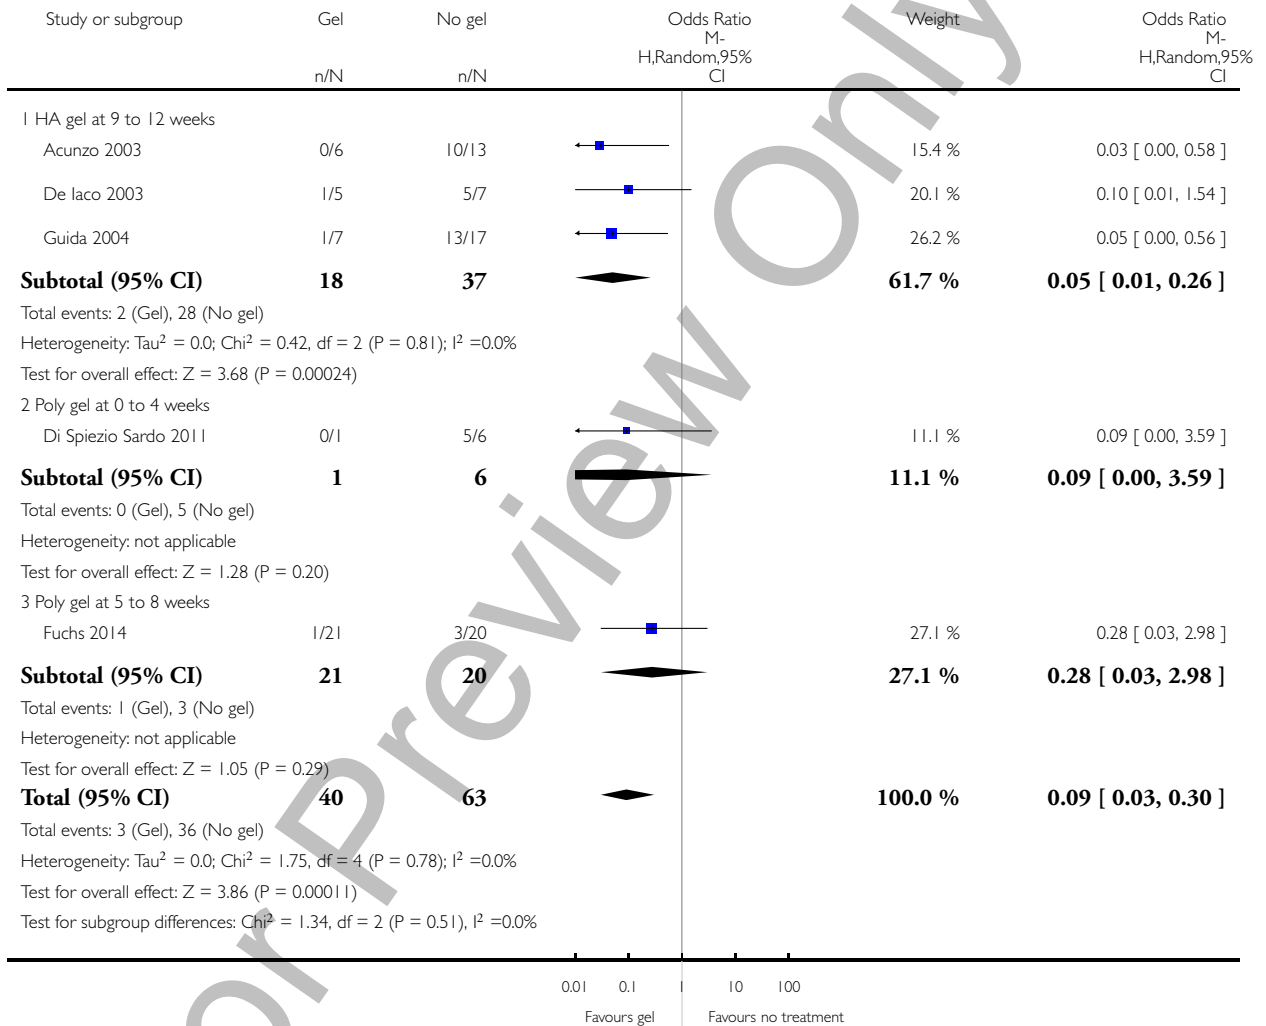 Study or subgroup Gel No gel Odds Ratio Weight Odds Ratio
M- M-
H,Random,95% H,Random,95%
n/N n/N CI CI
1 HA gel at 9 to 12 weeks
Acunzo 2003 0/6 10/13 15.4 % 0.03 [ 0.00, 0.58 ]
De Iaco 2003 1/5 5/7 20.1 % 0.10 [ 0.01, 1.54 ]
Guida 2004 1/7 13/17 26.2 % 0.05 [ 0.00, 0.56 ]
Subtotal (95% CI) 18 37 61.7 % 0.05 [ 0.01, 0.26 ]
Total events: 2 (Gel), 28 (No gel)
Heterogeneity: Tau² = 0.0; Chi² = 0.42, df = 2 (P = 0.81); I² =0.0%
Test for overall effect: Z = 3.68 (P = 0.00024)
2 Poly gel at 0 to 4 weeks
Di Spiezio Sardo 2011 0/1 5/6 11.1 % 0.09 [ 0.00, 3.59 ]
Subtotal (95% CI) 1 6 11.1 % 0.09 [ 0.00, 3.59 ]
Total events: 0 (Gel), 5 (No gel)
Heterogeneity: not applicable
Test for overall effect: Z = 1.28 (P = 0.20)
3 Poly gel at 5 to 8 weeks
Fuchs 2014 1/21 3/20 27.1 % 0.28 [ 0.03, 2.98 ]
Subtotal (95% CI) 21 20 27.1 % 0.28 [ 0.03, 2.98 ]
Total events: 1 (Gel), 3 (No gel)
Heterogeneity: not applicable
Test for overall effect: Z = 1.05 (P = 0.29)
Total (95% CI) 40 63 100.0 % 0.09 [ 0.03, 0.30 ]
Total events: 3 (Gel), 36 (No gel)
Heterogeneity: Tau² = 0.0; Chi² = 1.75, df = 4 (P = 0.78); I² =0.0%
Test for overall effect: Z = 3.86 (P = 0.00011)
Test for subgroup differences: Chi² = 1.34, df = 2 (P = 0.51), I² =0.0%
0.01 0.1 1 10 100
Favours gel Favours no treatment
or Preview Only